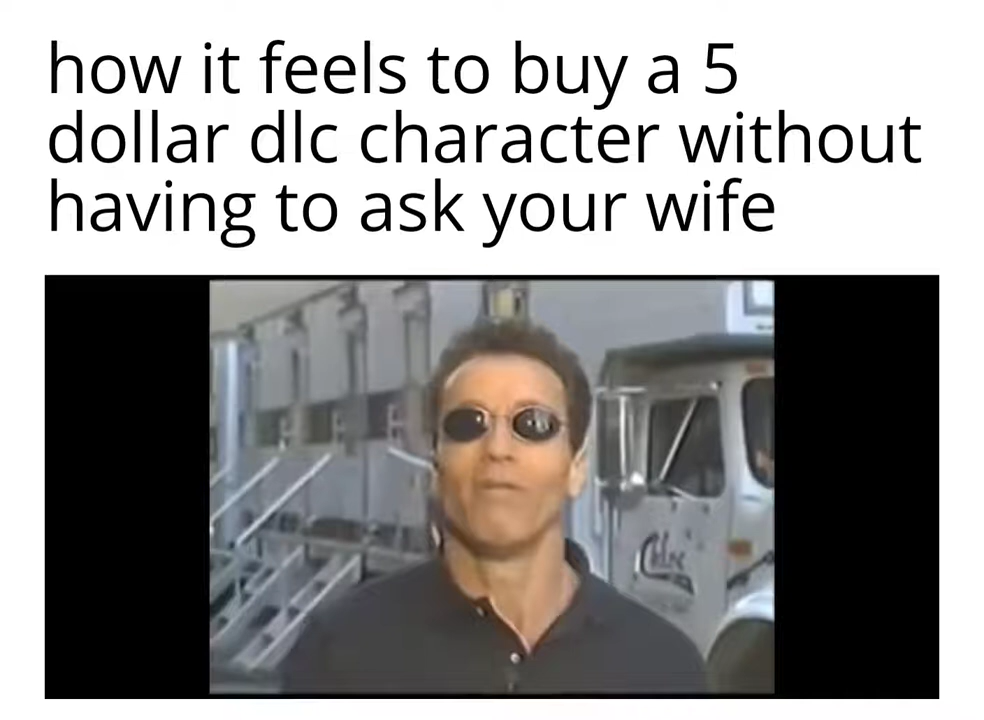 how it feels to buy a 5
dollar dlc character without
having to ask your wife